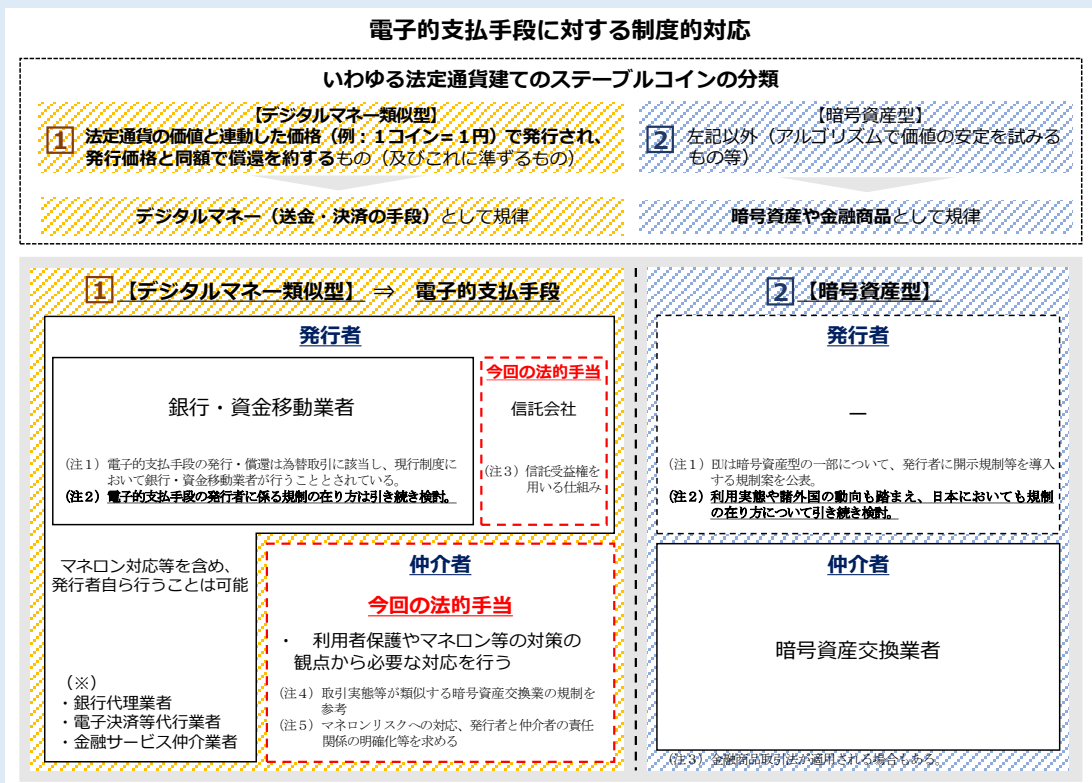 電子的支払手段に対する制度的対応
いわゆる法定通貨建てのステーブルコインの分類
【デジタルマネー類似型】
1 法定通貨の価値と連動した価格（例：１コイン＝１円）で発行され、
発行価格と同額で償還を約するもの（及びこれに準ずるもの）
デジタルマネー（送金・決済の手段）として規律
【暗号資産型】
2 左記以外（アルゴリズムで価値の安定を試みる
もの等）
暗号資産や金融商品として規律
1 【デジタルマネー類似型】 ⇒ 電子的支払手段
発行者
銀行・資金移動業者
（注１）電子的支払手段の発行・償還は為替取引に該当し、現行制度に
おいて銀行・資金移動業者が行うこととされている。
（注２）電子的支払手段の発行者に係る規制の在り方は引き続き検討。
今回の法的手当
信託会社
（注３）信託受益権を
用いる仕組み
マネロン対応等を含め、
発行者自ら行うことは可能
（※）
・銀行代理業者
・電子決済等代行業者
・金融サービス仲介業者
仲介者
今回の法的手当
・ 利用者保護やマネロン等の対策の
観点から必要な対応を行う
（注４）取引実態等が類似する暗号資産交換業の規制を
参考
（注５）マネロンリスクへの対応、発行者と仲介者の責任
関係の明確化等を求める
2 【暗号資産型】
発行者
―
（注１）EUは暗号資産型の一部について、発行者に開示規制等を導入
する規制案を公表。
（注２）利用実態や諸外国の動向も踏まえ、日本においても規制
の在り方について引き続き検討。
仲介者
暗号資産交換業者
（注３）金融商品取引法が適用される場合もある。